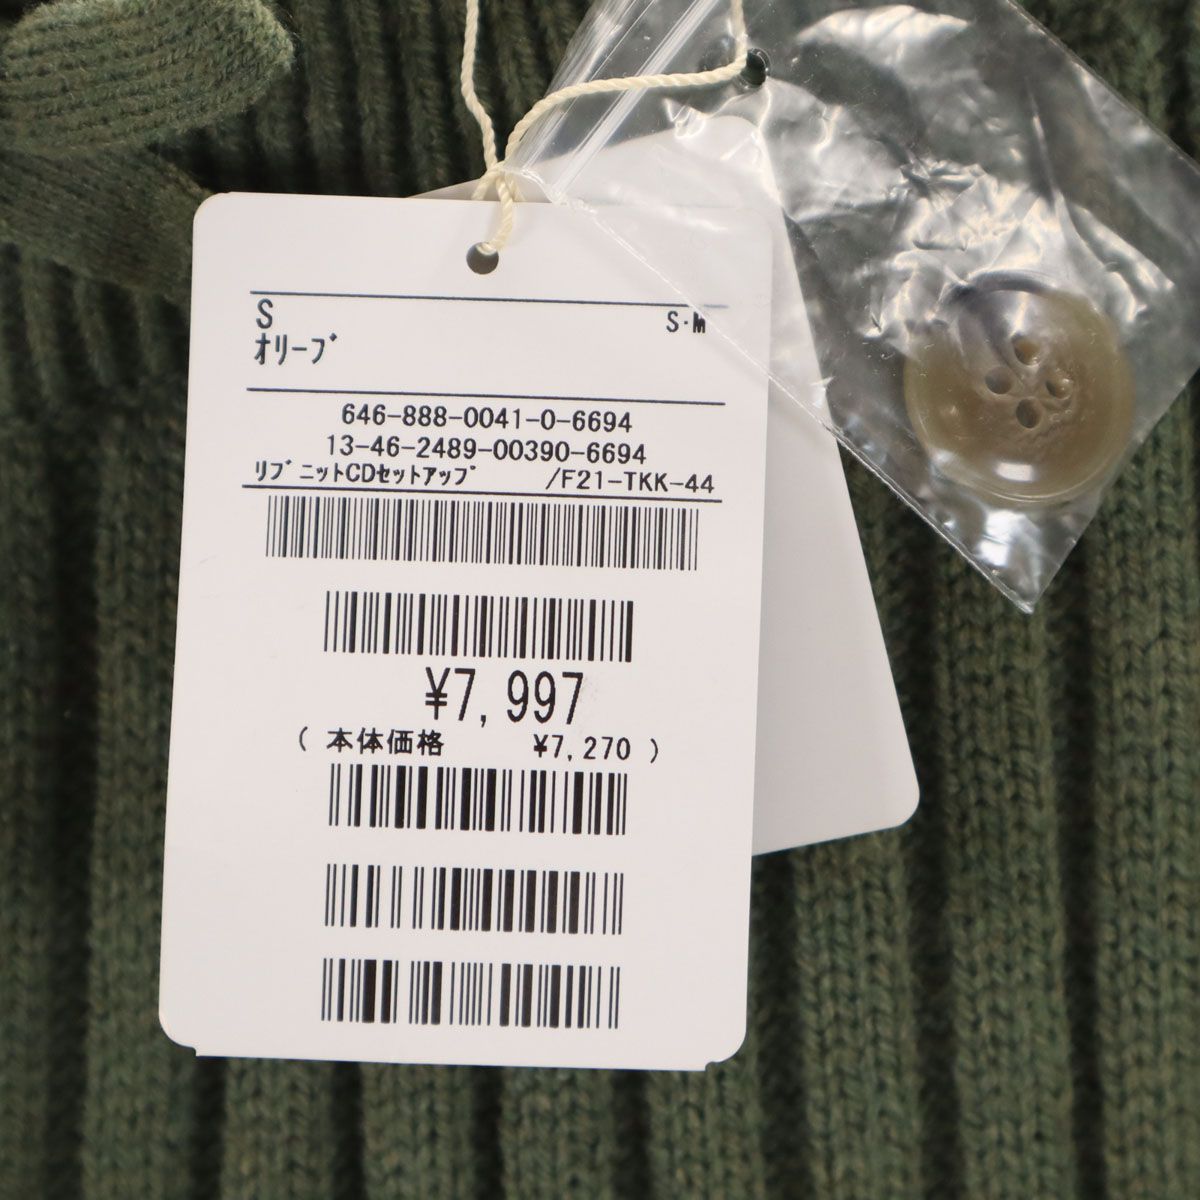 S S·M
ｵﾘｰﾌﾞ
646-888-0041-0-6694
13-46-2489-00390-6694
ﾘﾌﾞﾆｯﾄCDｾｯﾄｱｯﾌﾟ /F21-TKK-44
¥7,997
( 本体価格 ¥7,270 )